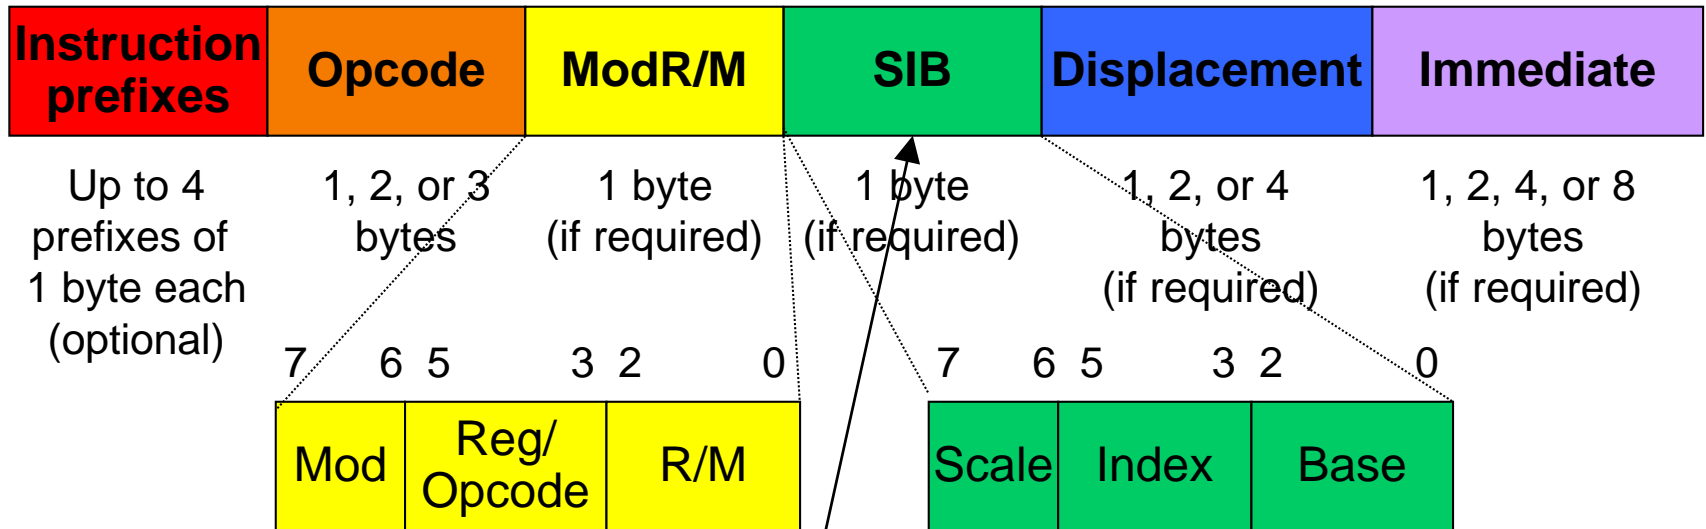 Instruction prefixes
Opcode
ModR/M
SIB
Displacement
Immediate
Up to 4
prefixes of
1 byte each
(optional)
1, 2, or 3
bytes
1 byte
(if required)
1 byte
(if required)
1, 2, or 4
bytes
(if required)
1, 2, 4, or 8
bytes
(if required)
7 6 5 3 2 0
Mod
Reg/
Opcode
R/M
7 6 5 3 2 0
Scale
Index
Base